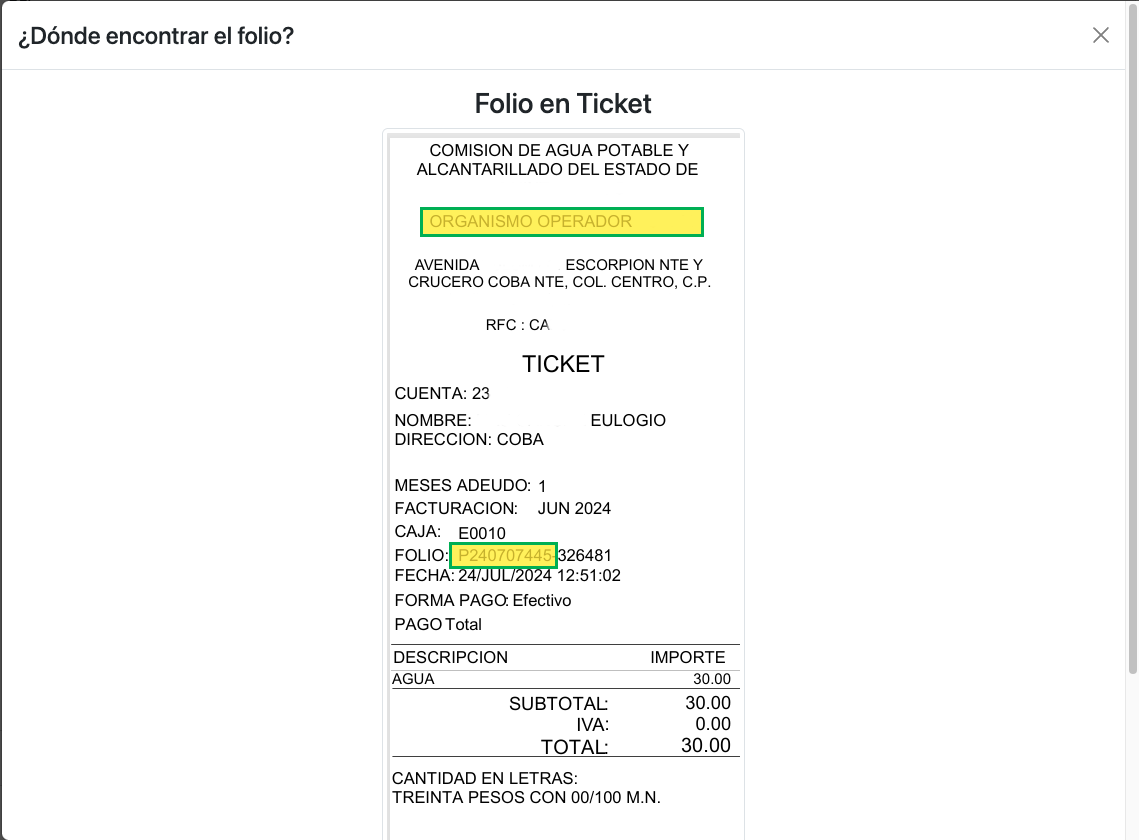 ¿Dónde encontrar el folio?
Folio en Ticket
COMISION DE AGUA POTABLE Y
ALCANTARILLADO DEL ESTADO DE
ORGANISMO OPERADOR
AVENIDA ESCORPION NTE Y
CRUCERO COBA NTE, COL. CENTRO, C.P.
RFC : CA
TICKET
CUENTA: 23
NOMBRE: EULOGIO
DIRECCION: COBA
MESES ADEUDO: 1
FACTURACION: JUN 2024
CAJA: E0010
FOLIO: P240707445-326481
FECHA: 24/JUL/2024 12:51:02
FORMA PAGO: Efectivo
PAGO Total
DESCRIPCION IMPORTE
AGUA 30.00
SUBTOTAL: 30.00
IVA: 0.00
TOTAL: 30.00
CANTIDAD EN LETRAS:
TREINTA PESOS CON 00/100 M.N.